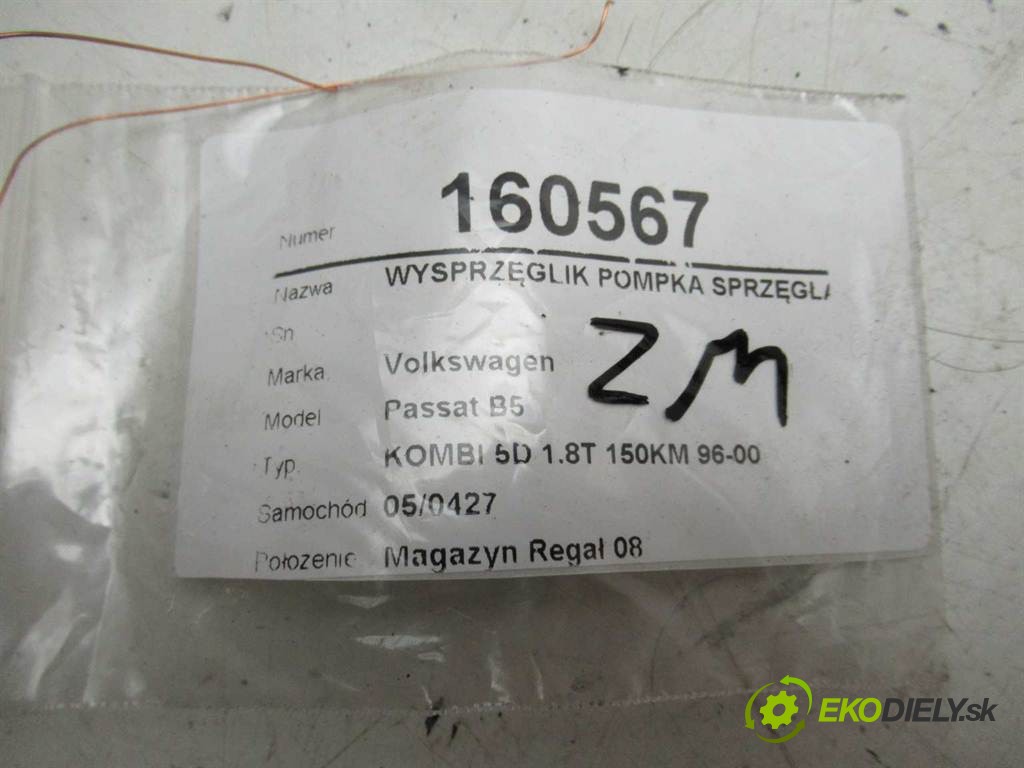 Numer 160567
Nazwa WYSPRZĘGLIK POMPKA SPRZĘGLA
Sn
Marka Volkswagen
ZM
Model Passat B5
Typ KOMBI 5D 1.8T 150KM 96-00
Samochód 05/0427
Położenie Magazyn Regał 08
EKODIELY.sk